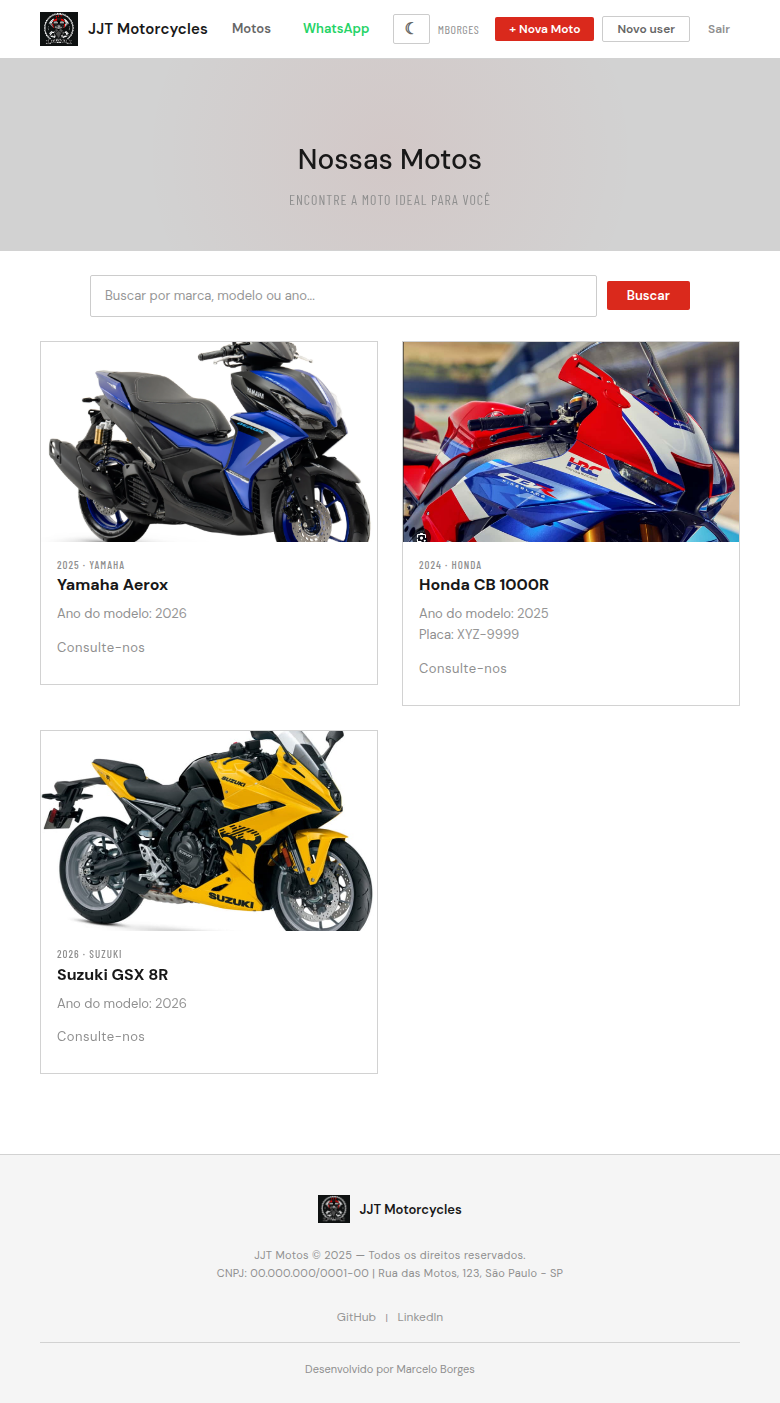 JJT Motorcycles
Motos
WhatsApp
MBORGES
+ Nova Moto
Novo user
Sair
Nossas Motos
ENCONTRE A MOTO IDEAL PARA VOCÊ
Buscar por marca, modelo ou ano...
Buscar
YAMAHA
HRC
2025 · YAMAHA
Yamaha Aerox
Ano do modelo: 2026
Consulte-nos
2024 · HONDA
Honda CB 1000R
Ano do modelo: 2025
Placa: XYZ-9999
Consulte-nos
SUZUKI
SUZUKI
2026 · SUZUKI
Suzuki GSX 8R
Ano do modelo: 2026
Consulte-nos
JJT Motorcycles
JJT Motos © 2025 — Todos os direitos reservados.
CNPJ: 00.000.000/0001-00 | Rua das Motos, 123, São Paulo - SP
GitHub | LinkedIn
Desenvolvido por Marcelo Borges